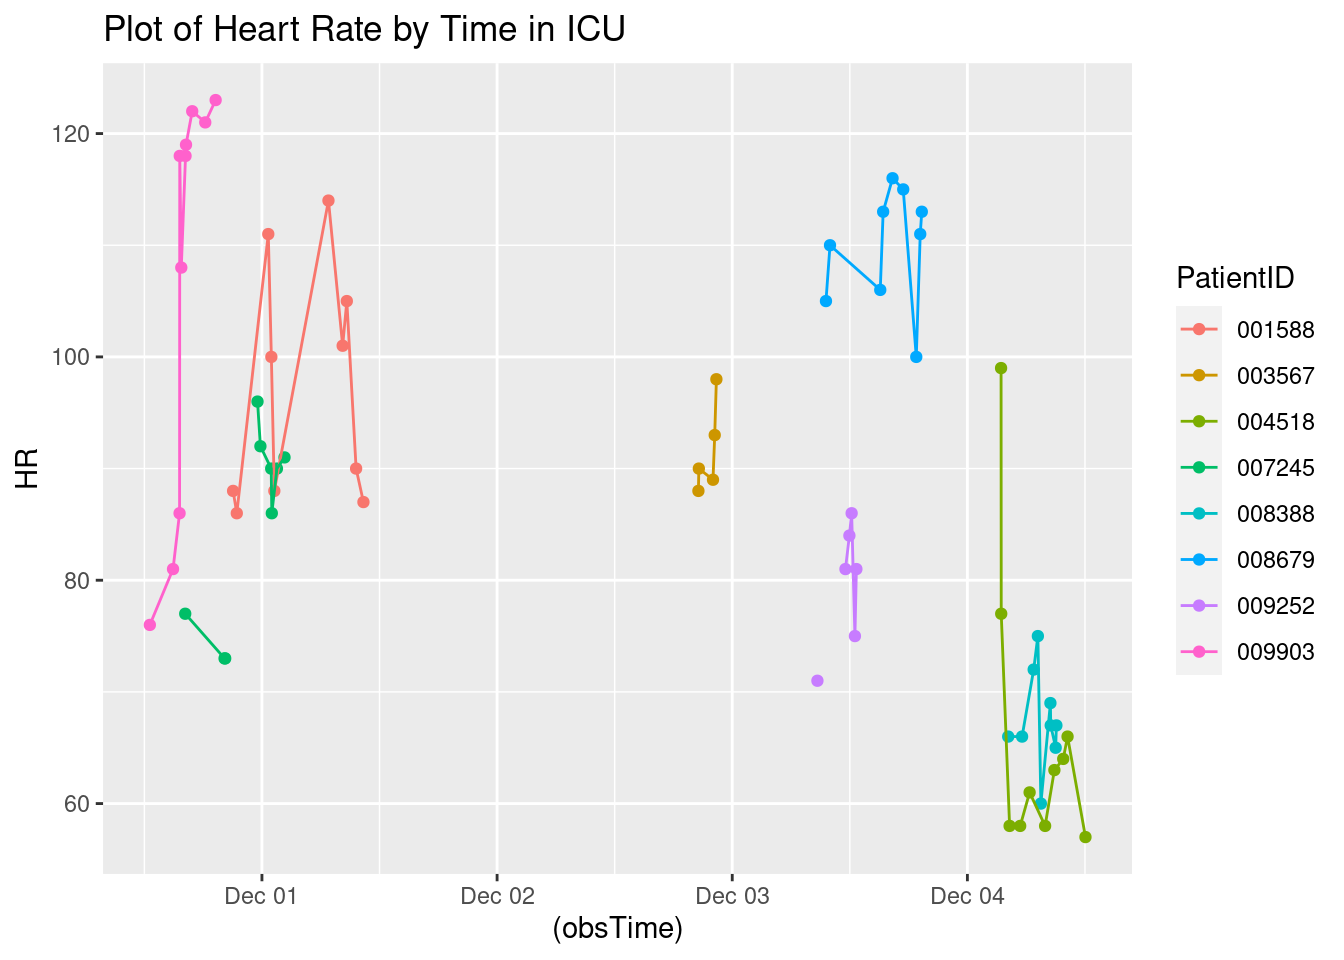 Plot of Heart Rate by Time in ICU
HR
120
100
80
60
Dec 01 Dec 02 Dec 03 Dec 04
(obsTime)
PatientID
001588
003567
004518
007245
008388
008679
009252
009903